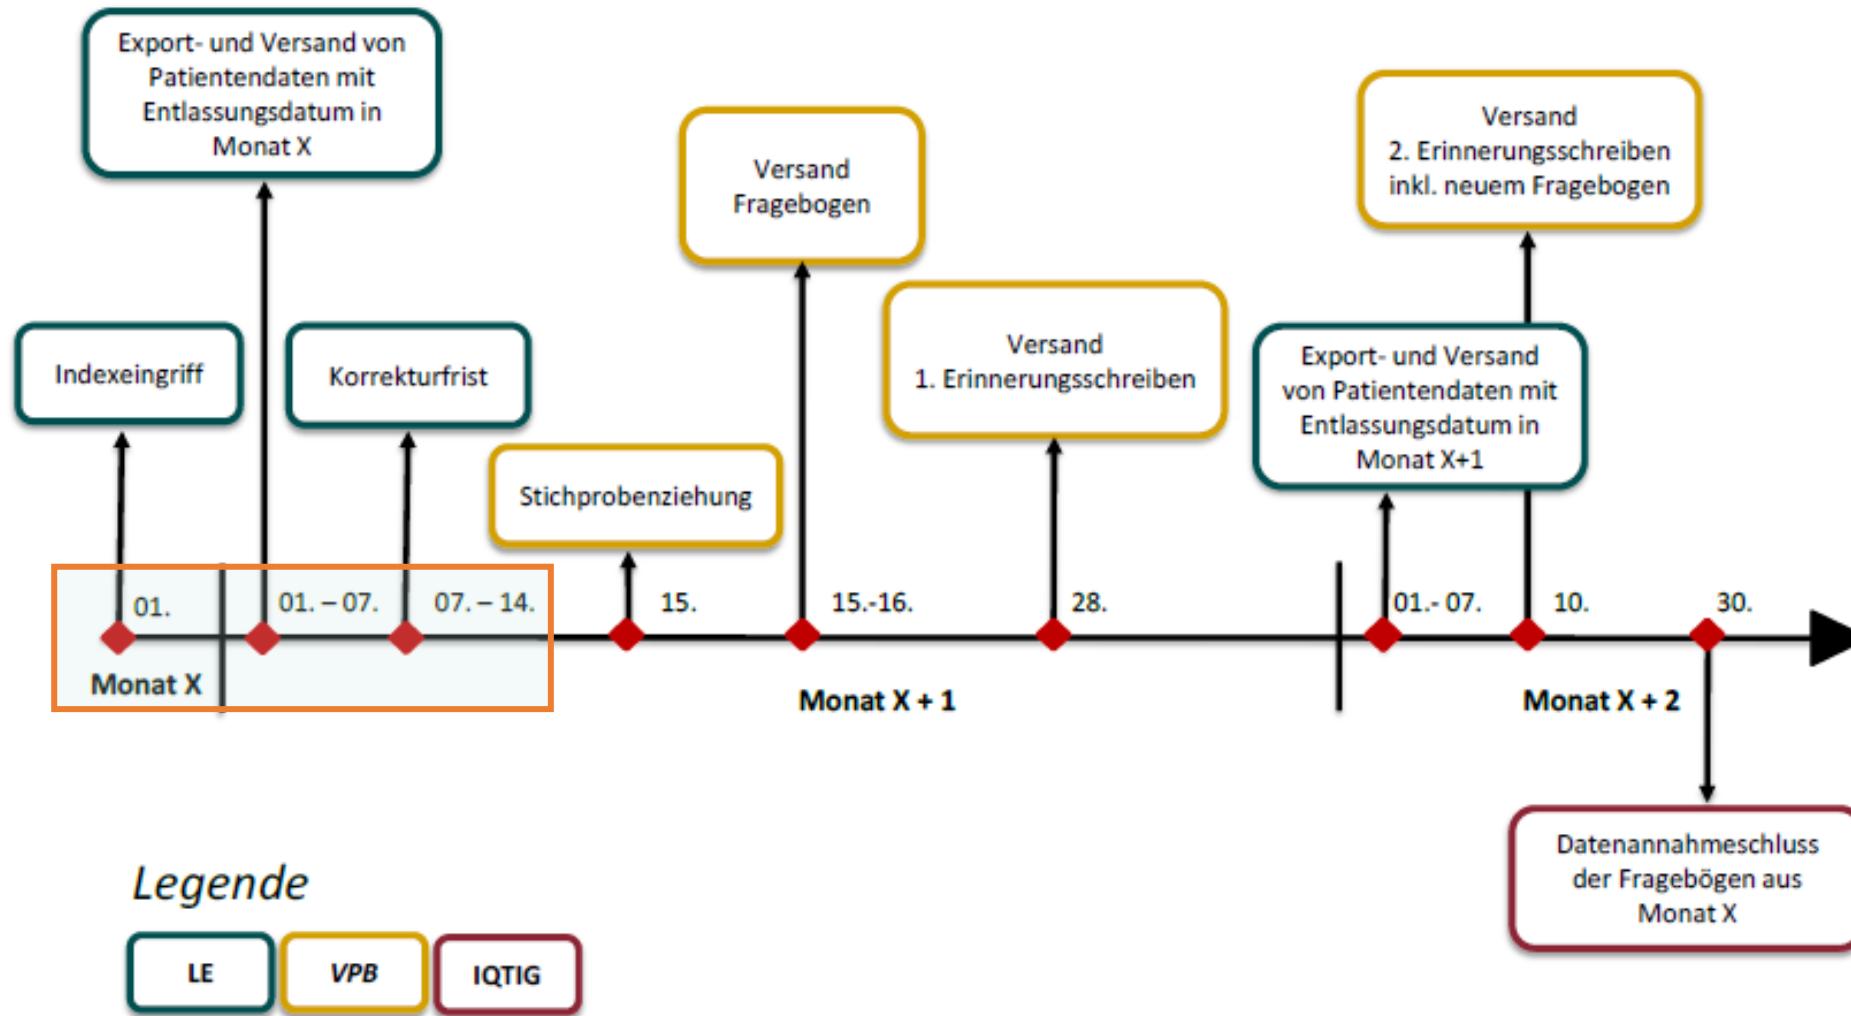 Export- und Versand von
Patientendaten mit
Entlassungsdatum in
Monat X
Versand
Fragebogen
Versand
2. Erinnerungsschreiben
inkl. neuem Fragebogen
Indexeingriff
Korrekturfrist
Versand
1. Erinnerungsschreiben
Export- und Versand
von Patientendaten mit
Entlassungsdatum in
Monat X+1
Stichprobenziehung
01.
01. – 07.
07. – 14.
15.
15.-16.
28.
01.- 07.
10.
30.
Monat X
Monat X + 1
Monat X + 2
Datenannahmeschluss
der Fragebögen aus
Monat X
Legende
LE
VPB
IQTIG